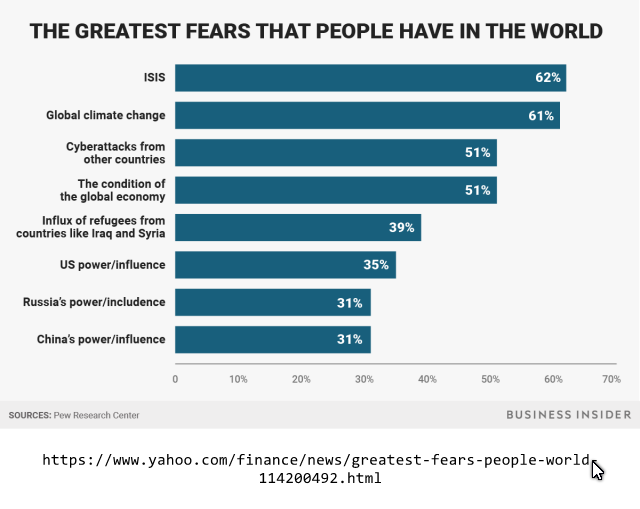 THE GREATEST FEARS THAT PEOPLE HAVE IN THE WORLD
ISIS
62%
Global climate change
61%
Cyberattacks from
other countries
51%
The condition of
the global economy
51%
Influx of refugees from
countries like Iraq and Syria
39%
US power/influence
35%
Russia's power/includence
31%
China's power/influence
31%
0 10% 20% 30% 40% 50% 60% 70%
SOURCES: Pew Research Center
BUSINESS INSIDER
https://www.yahoo.com/finance/news/greatest-fears-people-world-
114200492.html